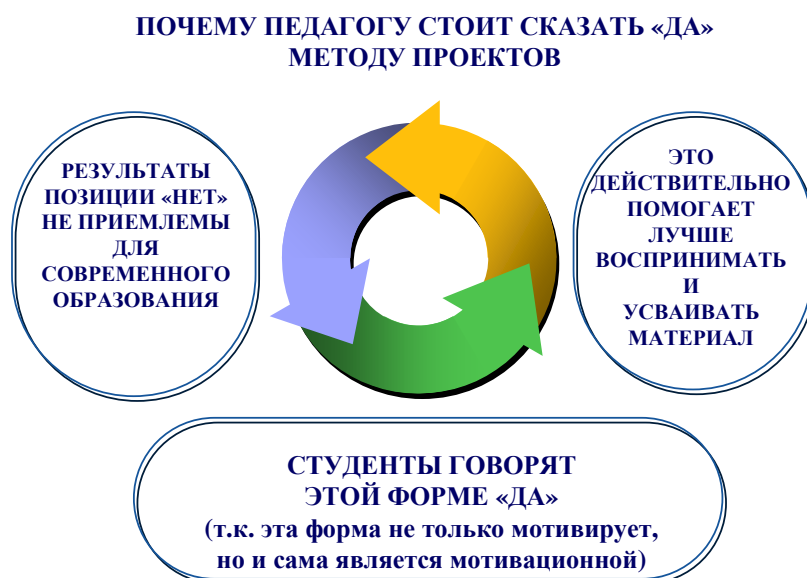 ПОЧЕМУ ПЕДАГОГУ СТОИТ СКАЗАТЬ «ДА»
МЕТОДУ ПРОЕКТОВ
РЕЗУЛЬТАТЫ
ПОЗИЦИИ «НЕТ»
НЕ ПРИЕМЛЕМЫ
ДЛЯ
СОВРЕМЕННОГО
ОБРАЗОВАНИЯ
ЭТО
ДЕЙСТВИТЕЛЬНО
ПОМОГАЕТ
ЛУЧШЕ
ВОСПРИНИМАТЬ
И
УСВАИВАТЬ
МАТЕРИАЛ
СТУДЕНТЫ ГОВОРЯТ
ЭТОЙ ФОРМЕ «ДА»
(т.к. эта форма не только мотивирует,
но и сама является мотивационной)